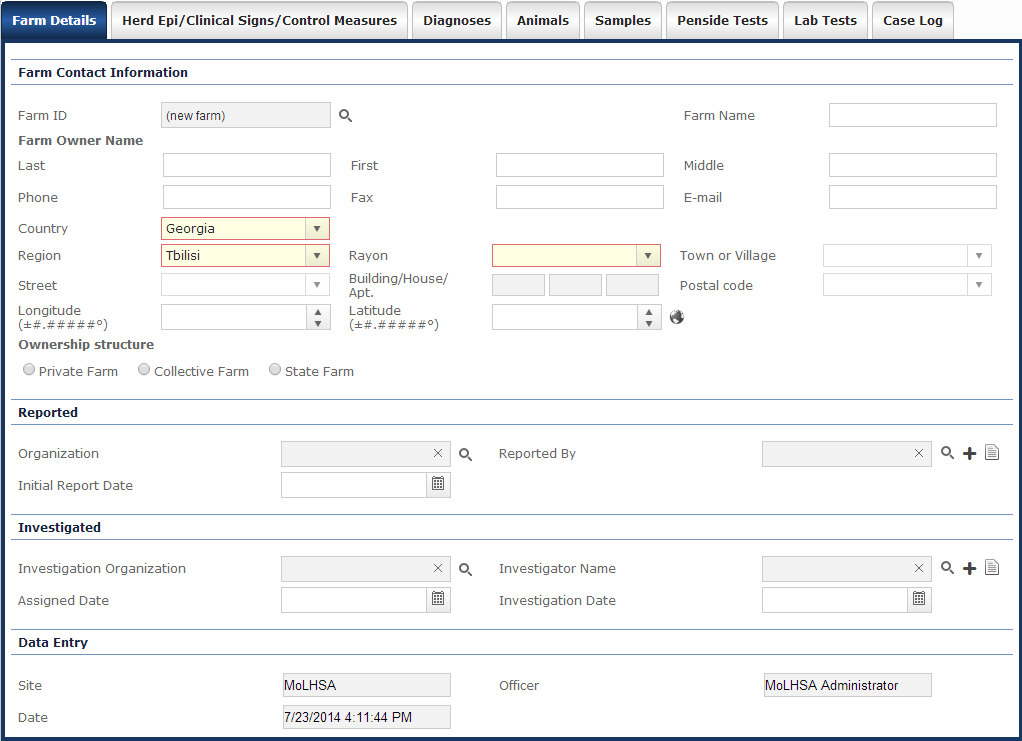 Farm Details Herd Epi/Clinical Signs/Control Measures Diagnoses Animals Samples Penside Tests Lab Tests Case Log
Farm Contact Information
Farm ID (new farm) Farm Name
Farm Owner Name
Last First Middle
Phone Fax E-mail
Country Georgia
Region Tbilisi Rayon Town or Village
Street Building/House/
Apt. Postal code
Longitude
(±#.#####°) Latitude
(±#.#####°)
Ownership structure
Private Farm Collective Farm State Farm
Reported
Organization Reported By
Initial Report Date
Investigated
Investigation Organization Investigator Name
Assigned Date Investigation Date
Data Entry
Site MoLHSA Officer MoLHSA Administrator
Date 7/23/2014 4:11:44 PM